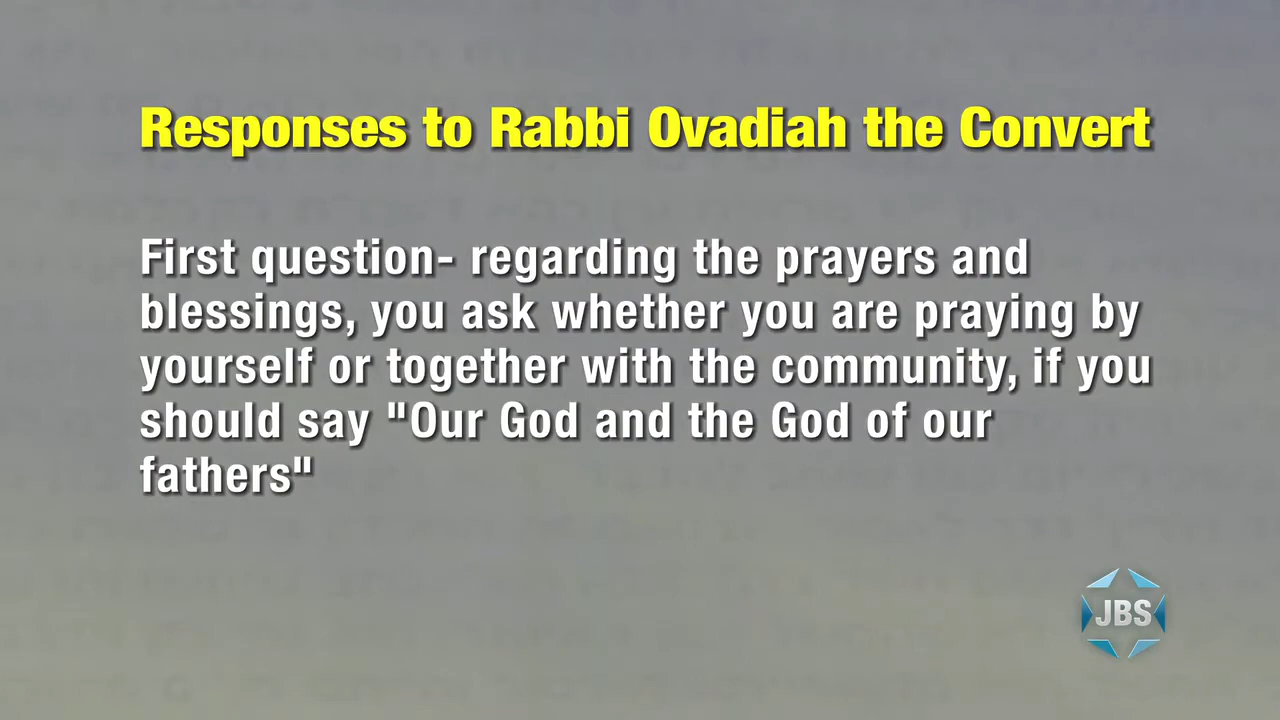 Responses to Rabbi Ovadiah the Convert
First question- regarding the prayers and
blessings, you ask whether you are praying by
yourself or together with the community, if you
should say "Our God and the God of our
fathers"
JBS